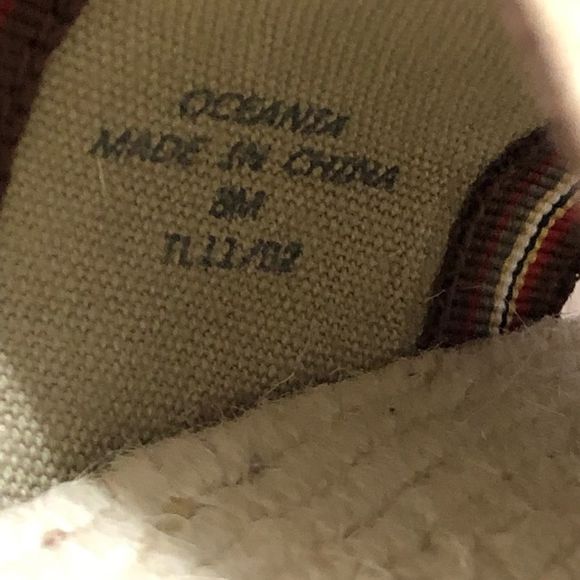 OCEANIA
MADE IN CHINA
8M
TL11/02